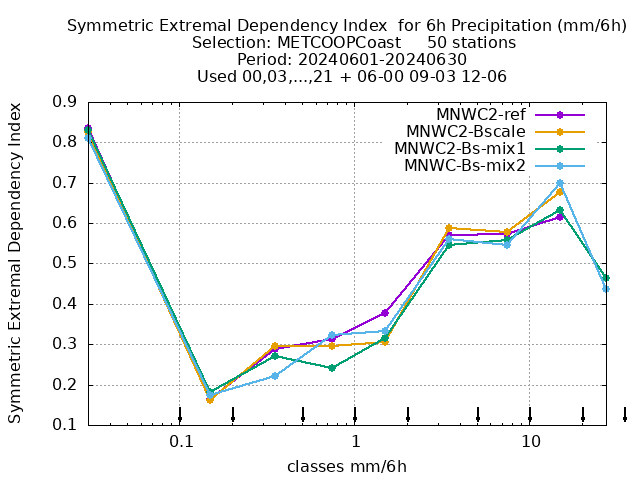 Symmetric Extremal Dependency Index  for 6h Precipitation (mm/6h)
Selection: METCOOPCoast     50 stations
Period: 20240601-20240630
Used 00,03,...,21 + 06-00 09-03 12-06
Symmetric Extremal Dependency Index
0.9
0.8
0.7
0.6
0.5
0.4
0.3
0.2
0.1
MNWC2-ref
MNWC2-Bscale
MNWC2-Bs-mix1
MNWC-Bs-mix2
0.1
1
10
classes mm/6h